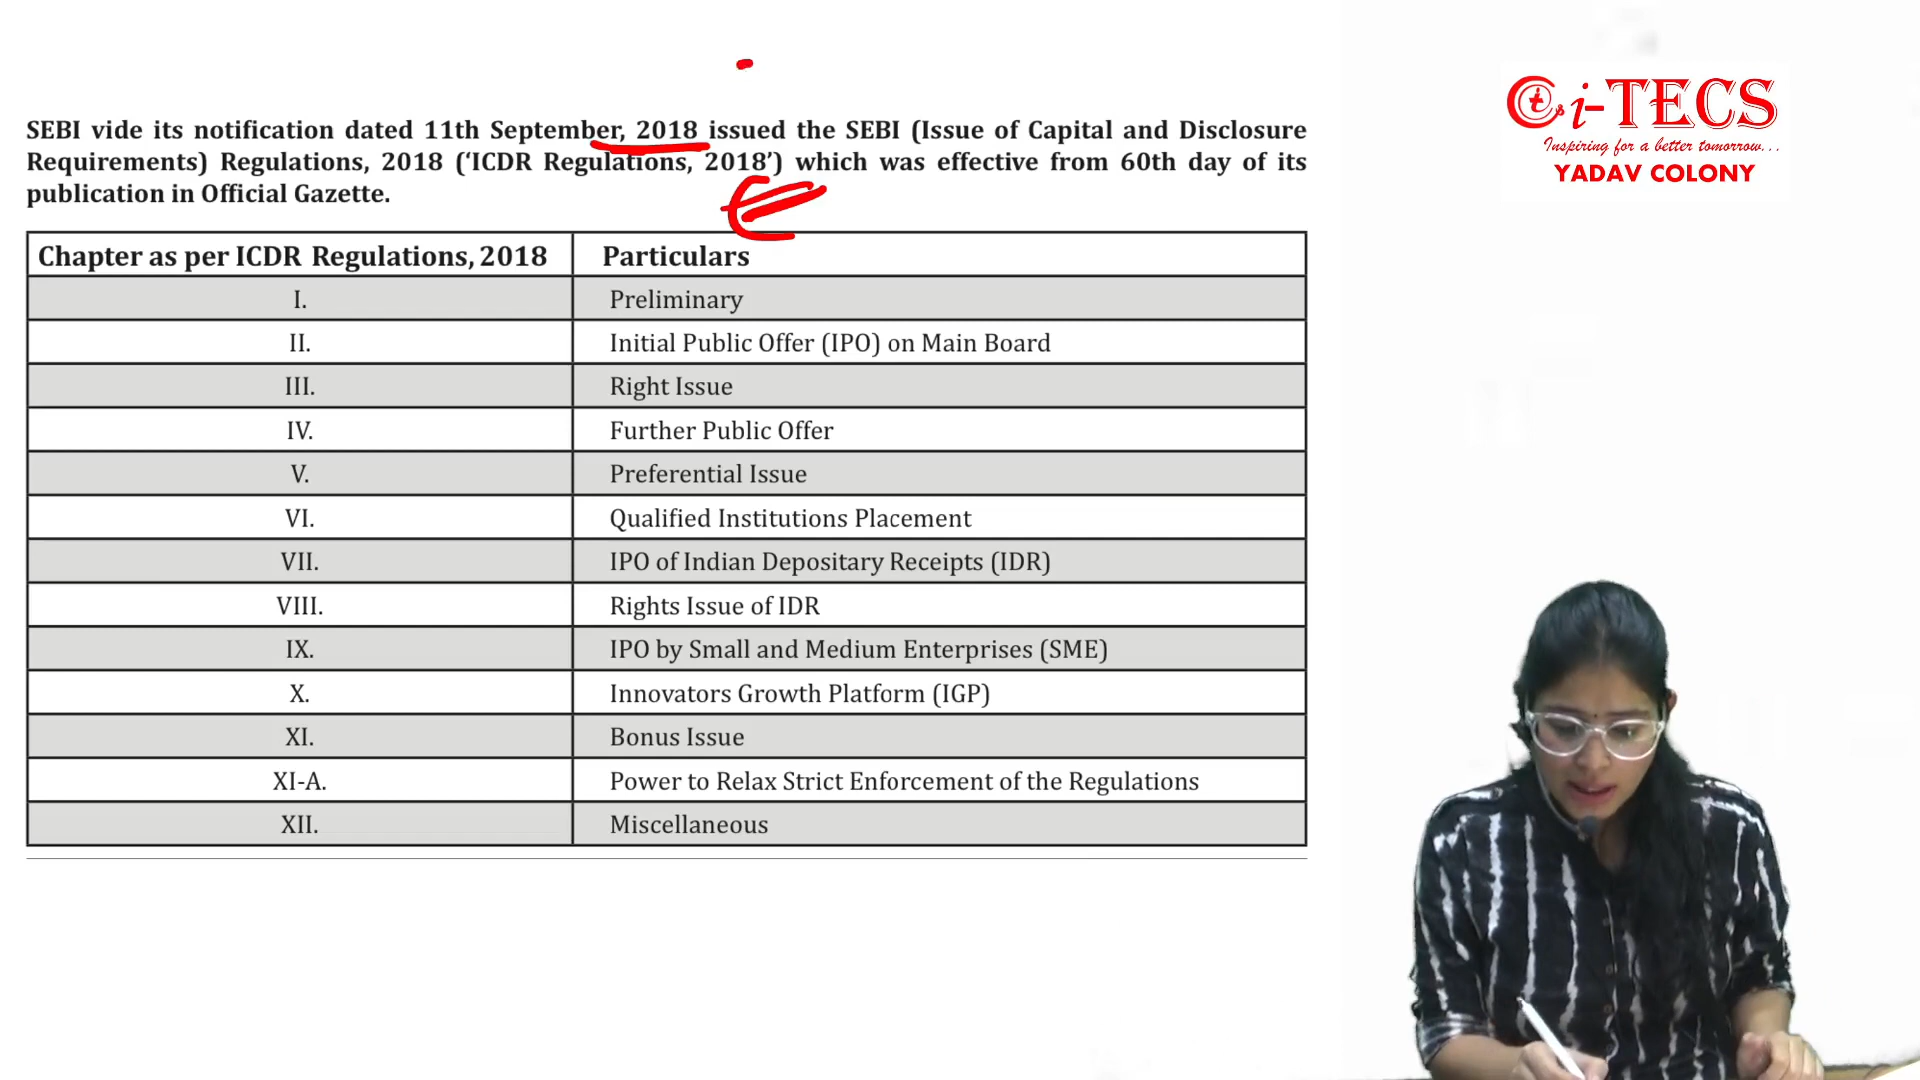 SEBI vide its notification dated 11th September, 2018 issued the SEBI (Issue of Capital and Disclosure
Requirements) Regulations, 2018 (‘ICDR Regulations, 2018’) which was effective from 60th day of its
publication in Official Gazette.
Chapter as per ICDR Regulations, 2018 Particulars
I. Preliminary
II. Initial Public Offer (IPO) on Main Board
III. Right Issue
IV. Further Public Offer
V. Preferential Issue
VI. Qualified Institutions Placement
VII. IPO of Indian Depositary Receipts (IDR)
VIII. Rights Issue of IDR
IX. IPO by Small and Medium Enterprises (SME)
X. Innovators Growth Platform (IGP)
XI. Bonus Issue
XI-A. Power to Relax Strict Enforcement of the Regulations
XII. Miscellaneous
i-TECS
Inspiring for a better tomorrow...
YADAV COLONY